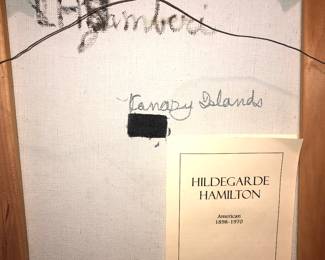 Canary Islands
HILDEGARDE
HAMILTON
American
1898-1970